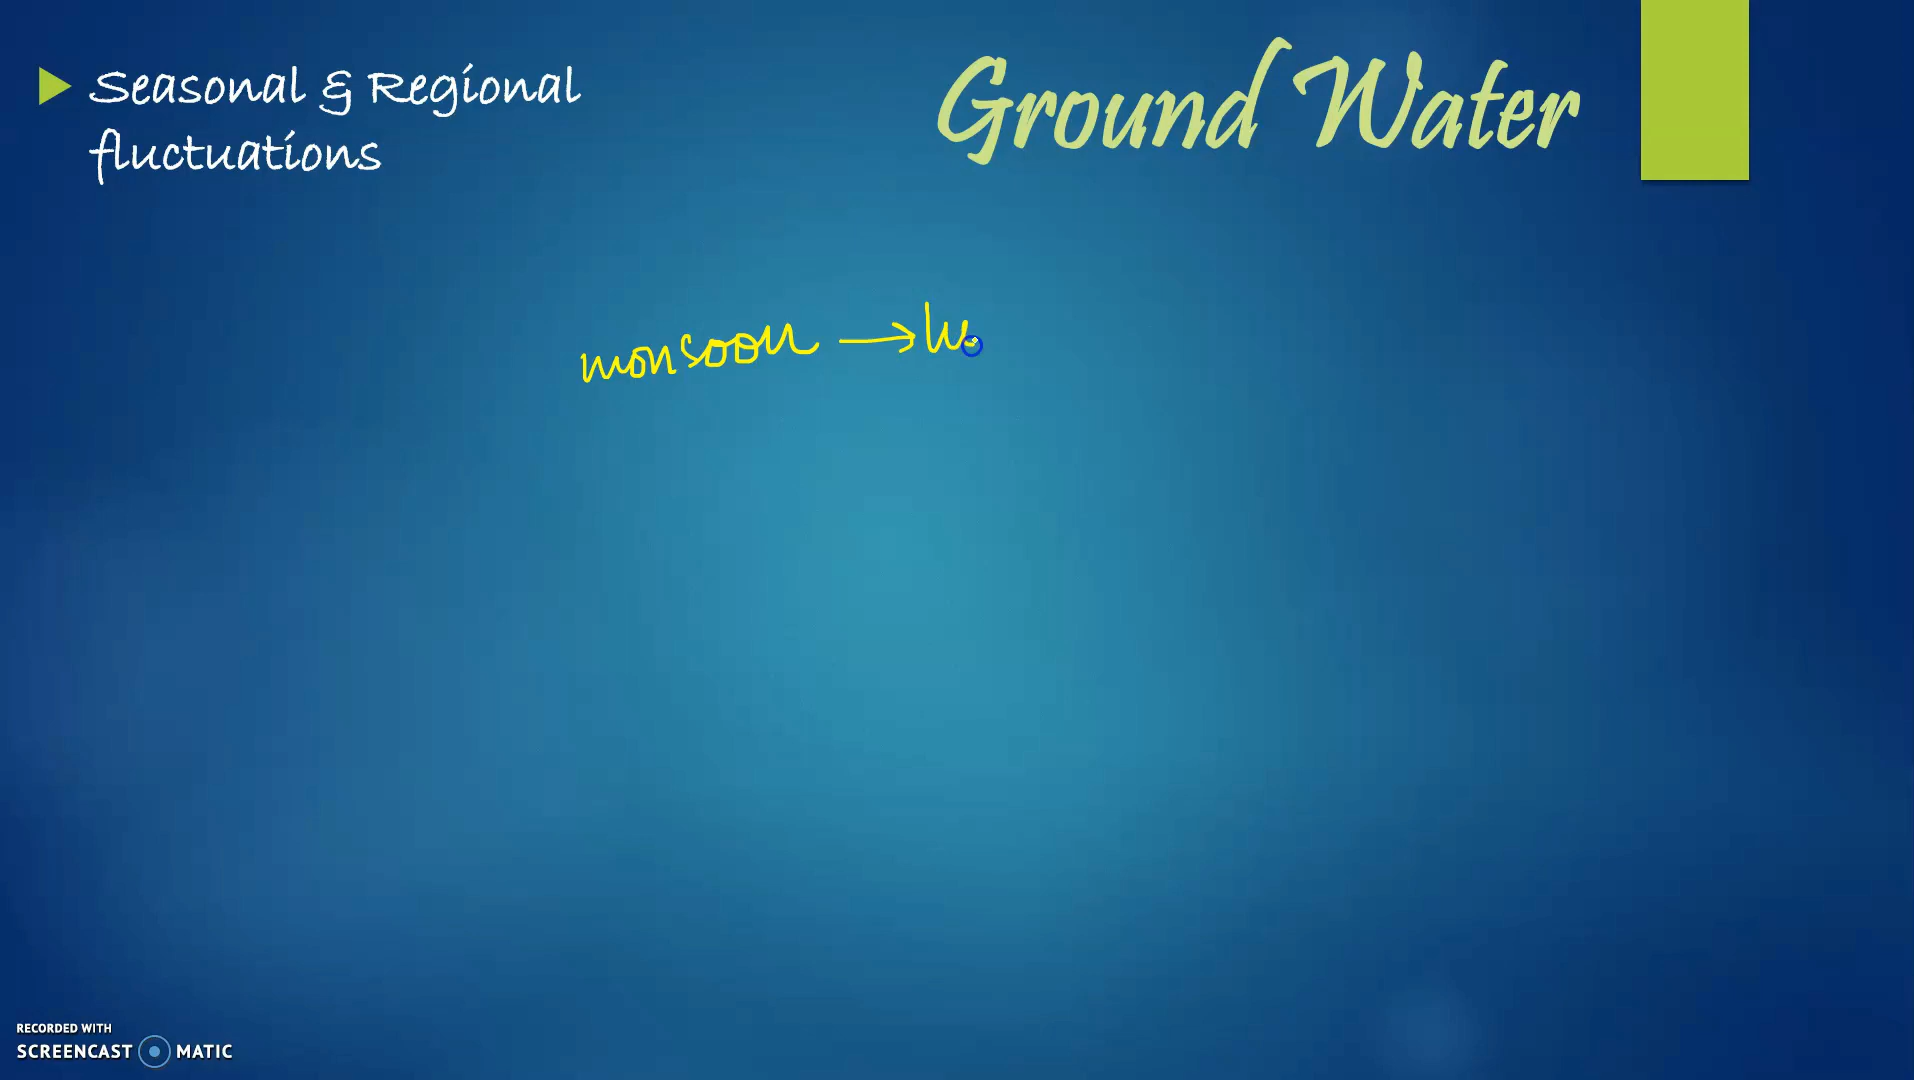 Seasonal & Regional
fluctuations
Ground Water
monsoon →
RECORDED WITH
SCREENCAST MATIC